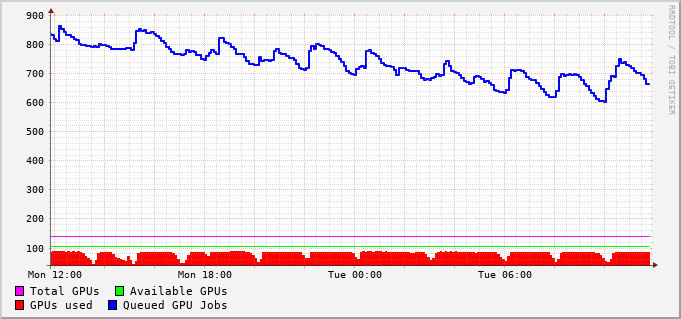 900
800
700
600
500
400
300
200
100
Mon 12:00 Mon 18:00 Tue 00:00 Tue 06:00
Total GPUs Available GPUs
GPUs used Queued GPU Jobs
RRDTOOL / TOBI OETIKER